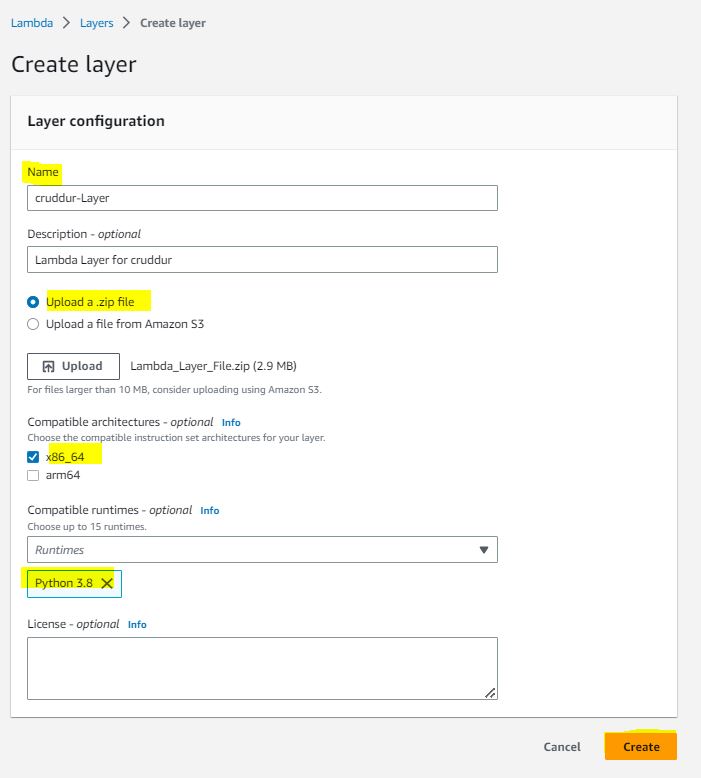 Lambda > Layers > Create layer
Create layer
Layer configuration
Name
cruddur-Layer
Description - optional
Lambda Layer for cruddur
Upload a .zip file
Upload a file from Amazon S3
Upload Lambda_Layer_File.zip (2.9 MB)
For files larger than 10 MB, consider uploading using Amazon S3.
Compatible architectures - optional Info
Choose the compatible instruction set architectures for your layer.
x86_64
arm64
Compatible runtimes - optional Info
Choose up to 15 runtimes.
Runtimes
Python 3.8
License - optional Info
Cancel Create